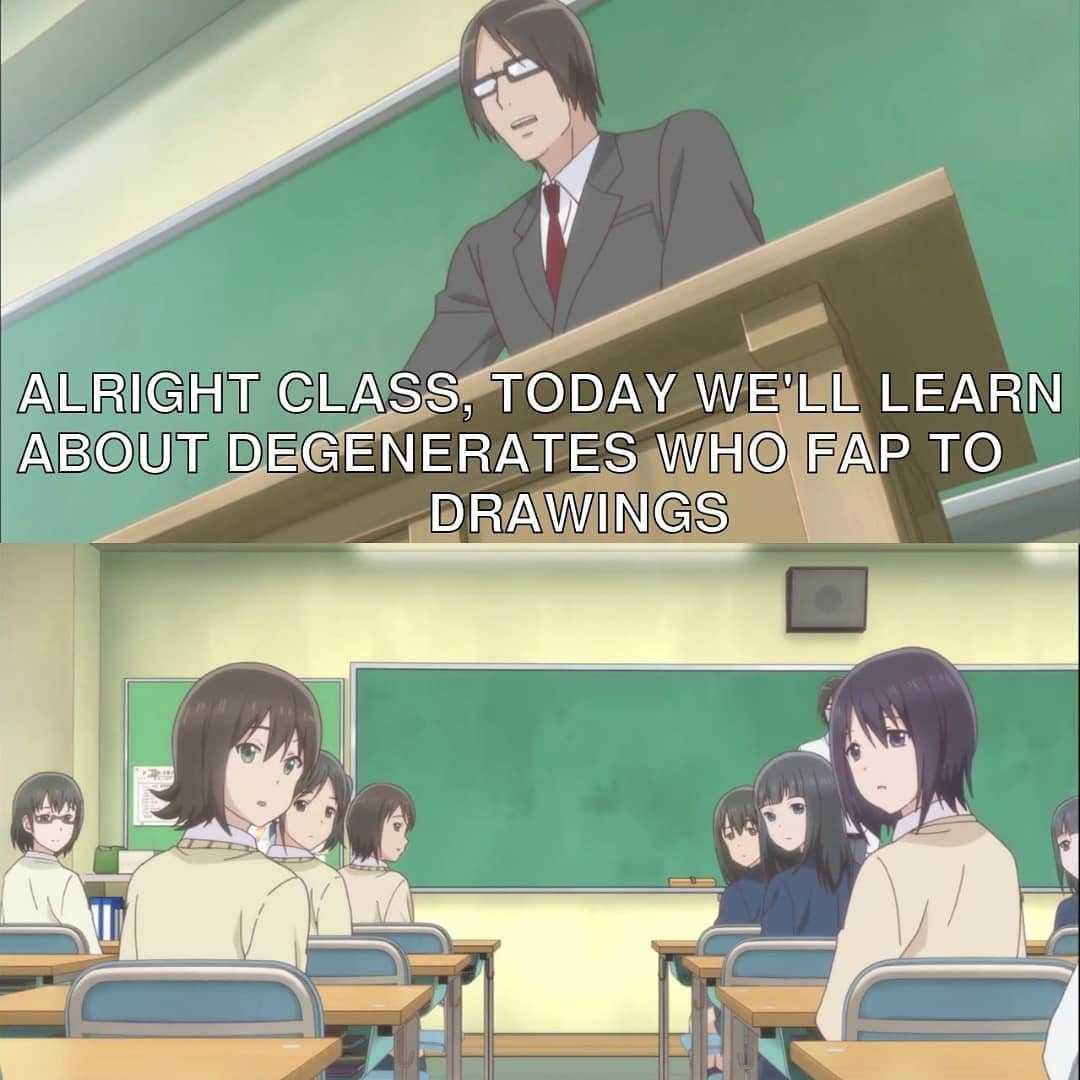 ALRIGHT CLASS, TODAY WE'LL LEARN
ABOUT DEGENERATES WHO FAP TO
DRAWINGS